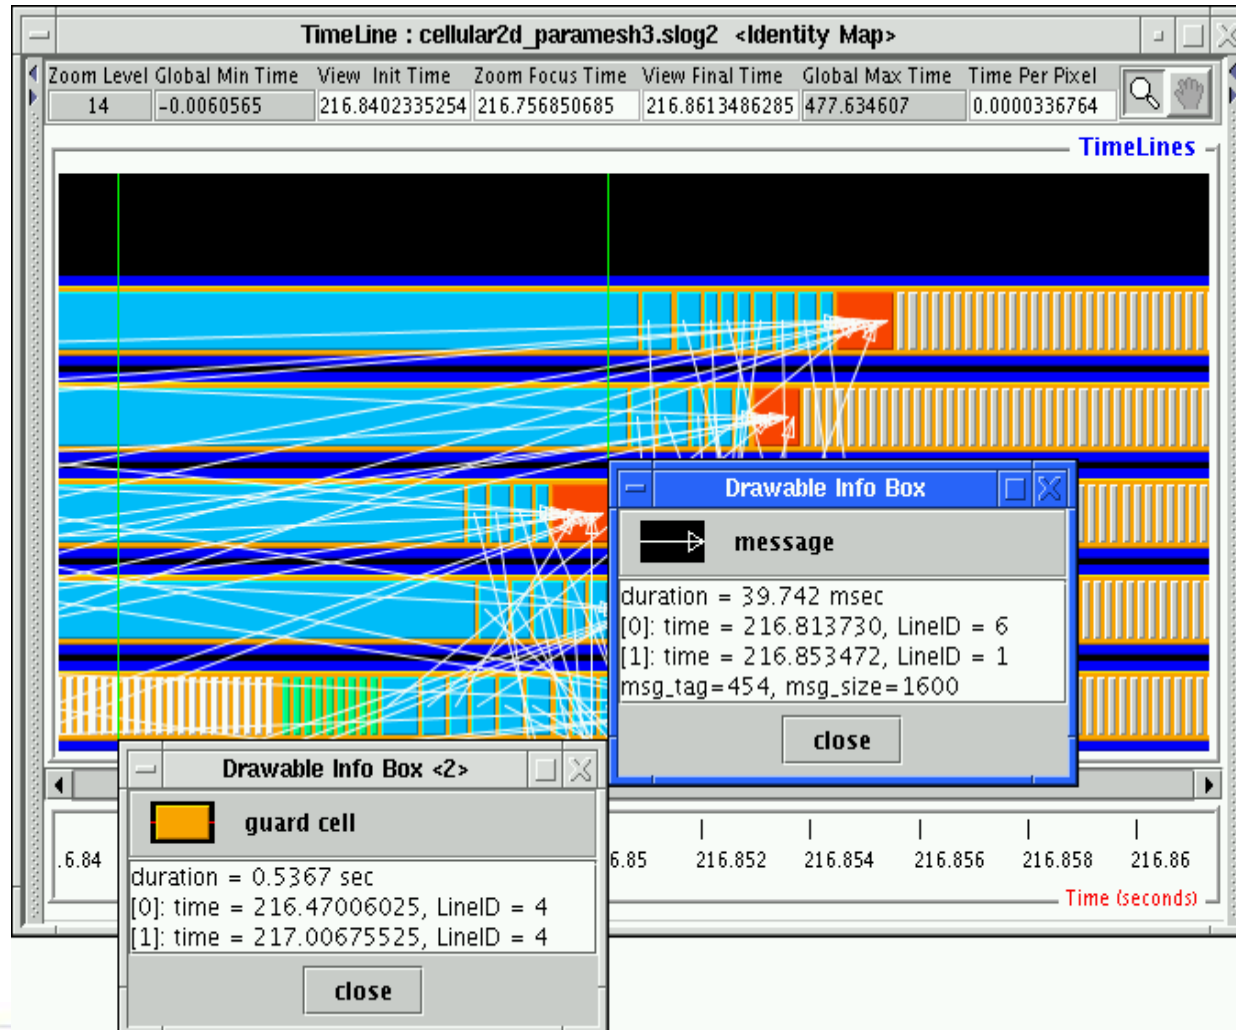 TimeLine : cellular2d_paramesh3.slog2 <Identity Map>
Zoom Level Global Min Time View Init Time Zoom Focus Time View Final Time Global Max Time Time Per Pixel
14 -0.0060565 216.8402335254 216.756850685 216.8613486285 477.634607 0.0000336764
TimeLines
Drawable Info Box
message
duration = 39.742 msec
[0]: time = 216.813730, LineID = 6
[1]: time = 216.853472, LineID = 1
msg_tag=454, msg_size=1600
close
Drawable Info Box <2>
guard cell
duration = 0.5367 sec
[0]: time = 216.47006025, LineID = 4
[1]: time = 217.00675525, LineID = 4
close
.6.84 6.85 216.852 216.854 216.856 216.858 216.86
Time (seconds)